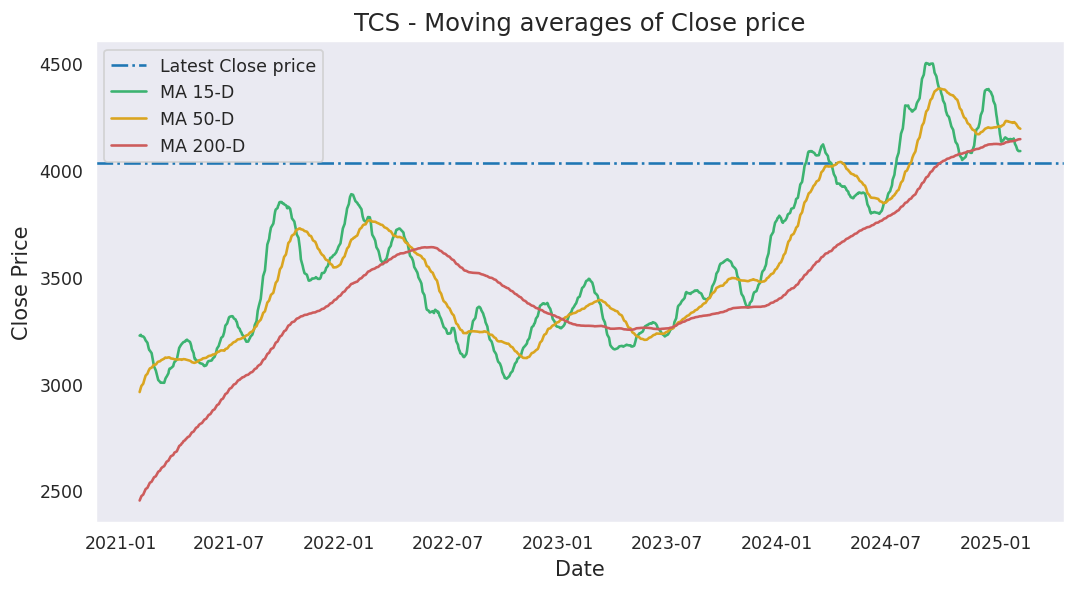 TCS - Moving averages of Close price
Latest Close price
MA 15-D
MA 50-D
MA 200-D
4500
4000
3500
3000
2500
Close Price
2021-01 2021-07 2022-01 2022-07 2023-01 2023-07 2024-01 2024-07 2025-01
Date